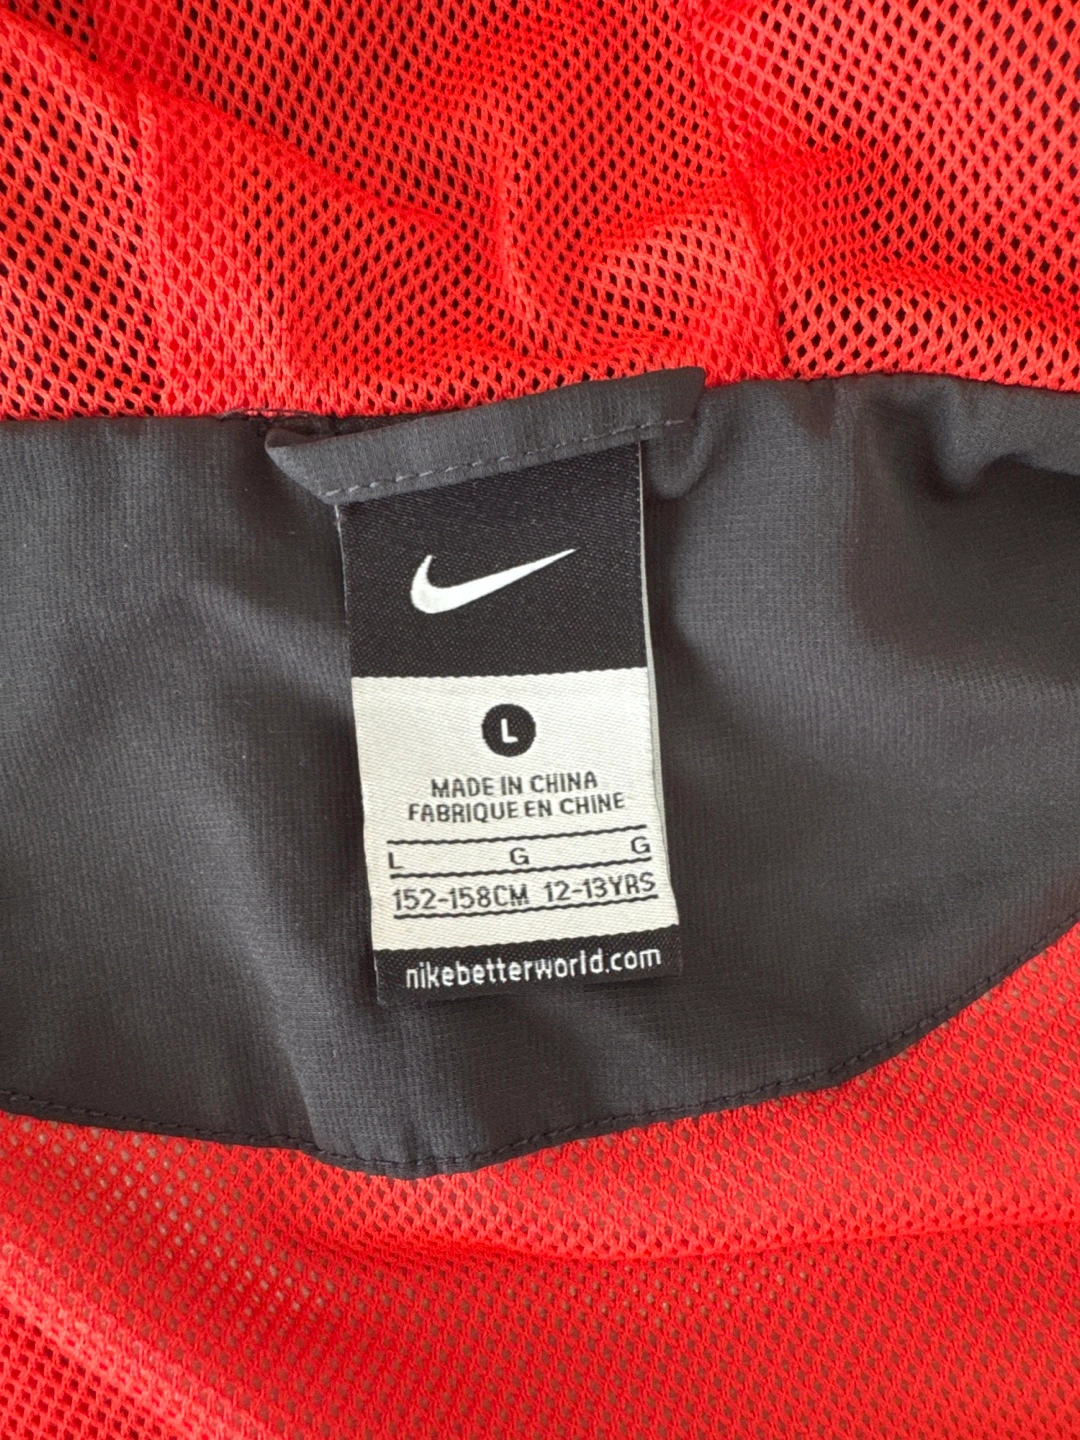 L
MADE IN CHINA
FABRIQUE EN CHINE
L G G
152-158CM 12-13YRS
nikebetterworld.com